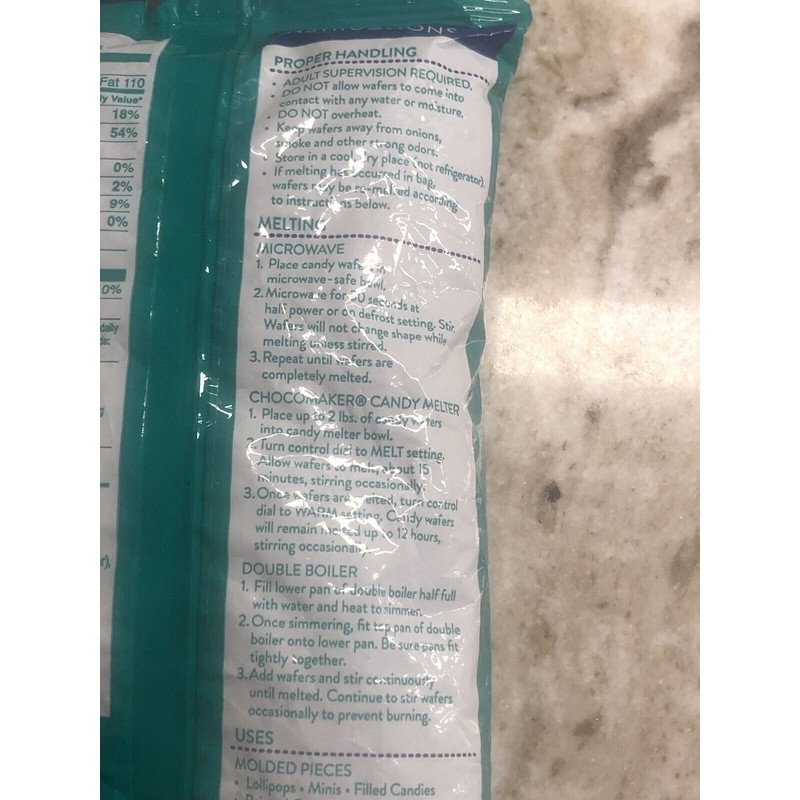 Fat 110
ly Value*
18%
54%
0%
2%
9%
0%
0%
daily
ds:
PROPER HANDLING
• ADULT SUPERVISION REQUIRED.
• DO NOT allow wafers to come into
contact with any water or moisture.
• DO NOT overheat.
• Keep wafers away from onions,
smoke and other strong odors.
• Store in a cool dry place (not refrigerator).
• If melting has occurred in bag,
wafers may be re-melted according
to instructions below.
MELTING
MICROWAVE
1. Place candy wafers in
microwave-safe bowl.
2. Microwave for seconds at
half power or on defrost setting. Stir.
Wafers will not change shape while
melting unless stirred.
3. Repeat until wafers are
completely melted.
CHOCOMAKER® CANDY MELTER
1. Place up to 2 lbs. of candy wafers
into candy melter bowl.
2. Turn control dial to MELT setting.
Allow wafers to melt, about 15
minutes, stirring occasionally.
3. Once wafers are melted, turn control
dial to WARM setting. Candy wafers
will remain melted up to 12 hours,
stirring occasionally.
DOUBLE BOILER
1. Fill lower pan of double boiler half full
with water and heat to simmer.
2. Once simmering, fit top pan of double
boiler onto lower pan. Be sure pans fit
tightly together.
3. Add wafers and stir continuously
until melted. Continue to stir wafers
occasionally to prevent burning.
USES
MOLDED PIECES
• Lollipops • Minis • Filled Candies